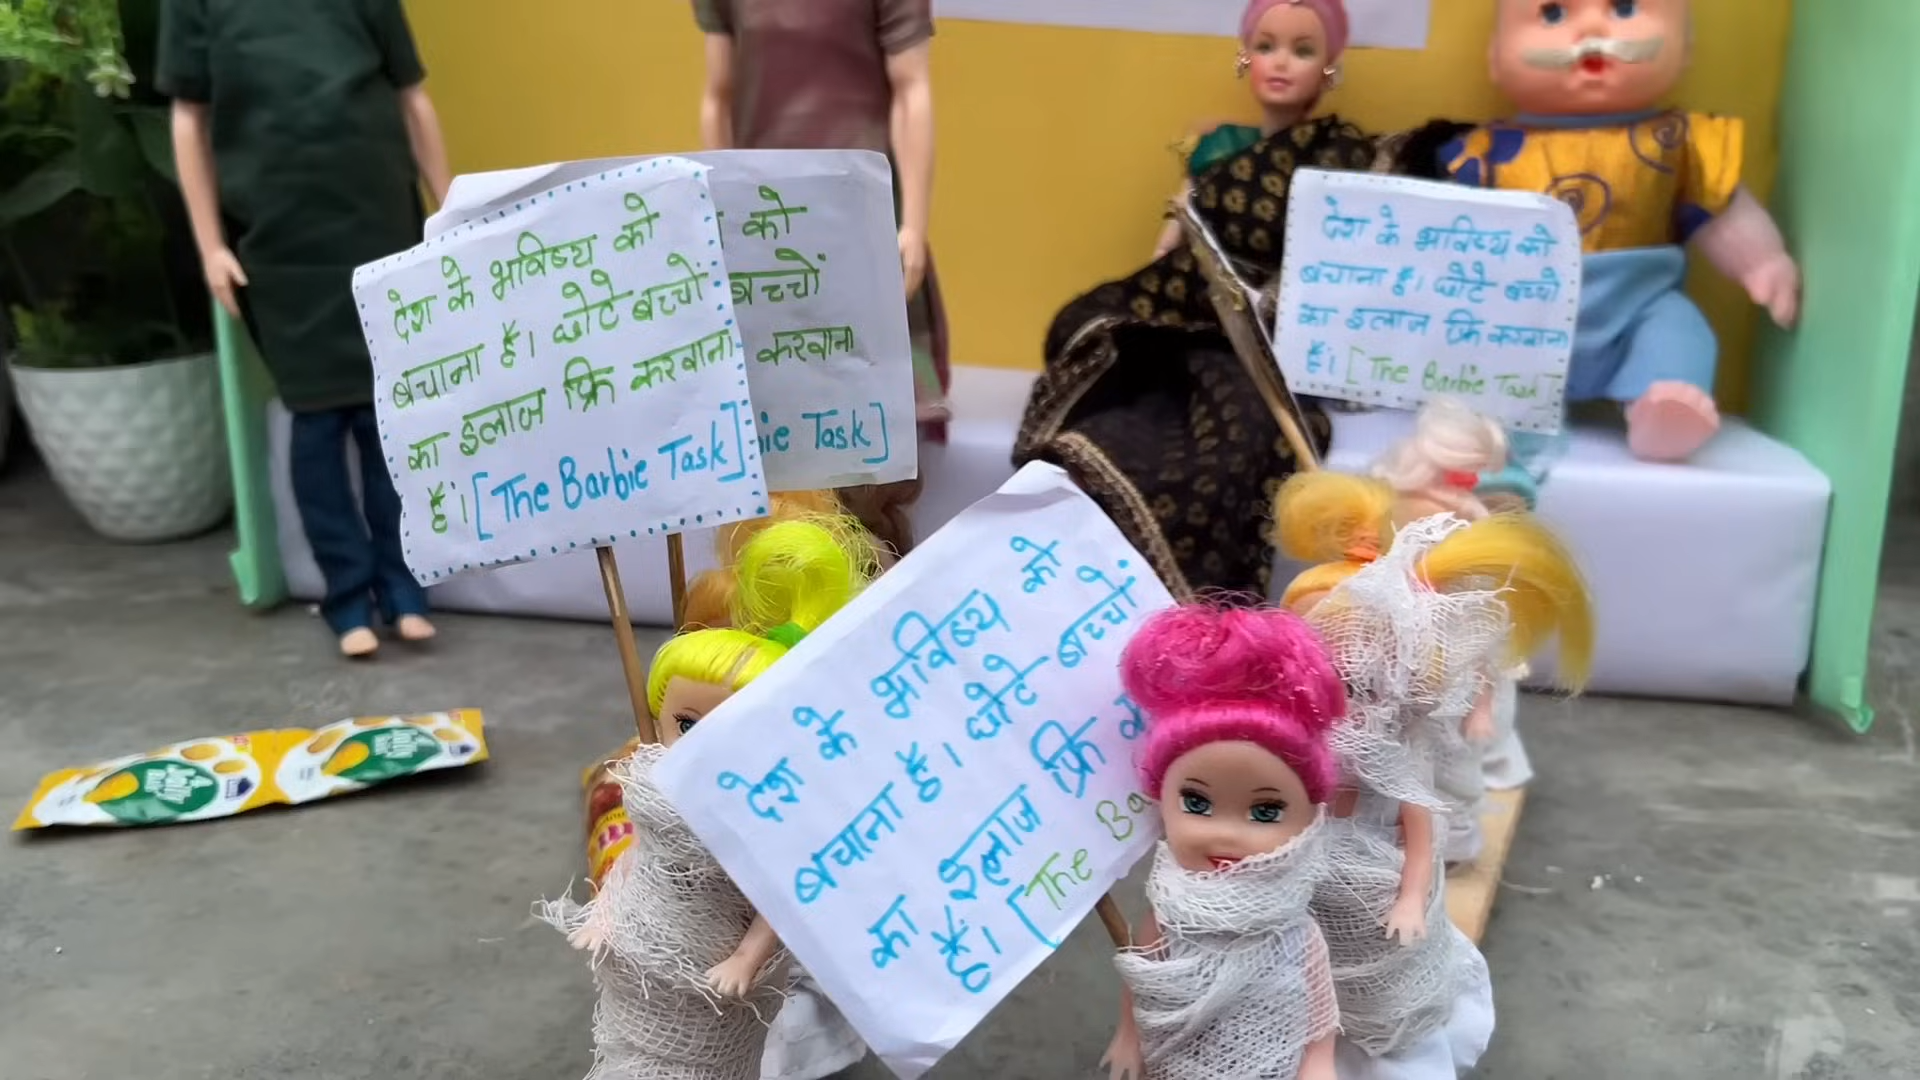 देश के भविष्य को
बचाना है। छोटे बच्चों
का इलाज फ्रि करवाना
है। [The Barbie Task]
को
बच्चों
करवाना
ie Task]
देश के भविष्य को
बचाना है। छोटे बच्चो
का इलाज फ्रि करवाना
है। [The Barbie Task]
देश के भविष्य को
बचाना है। छोटे बच्चों
का इलाज फ्रि
है। [The Ba